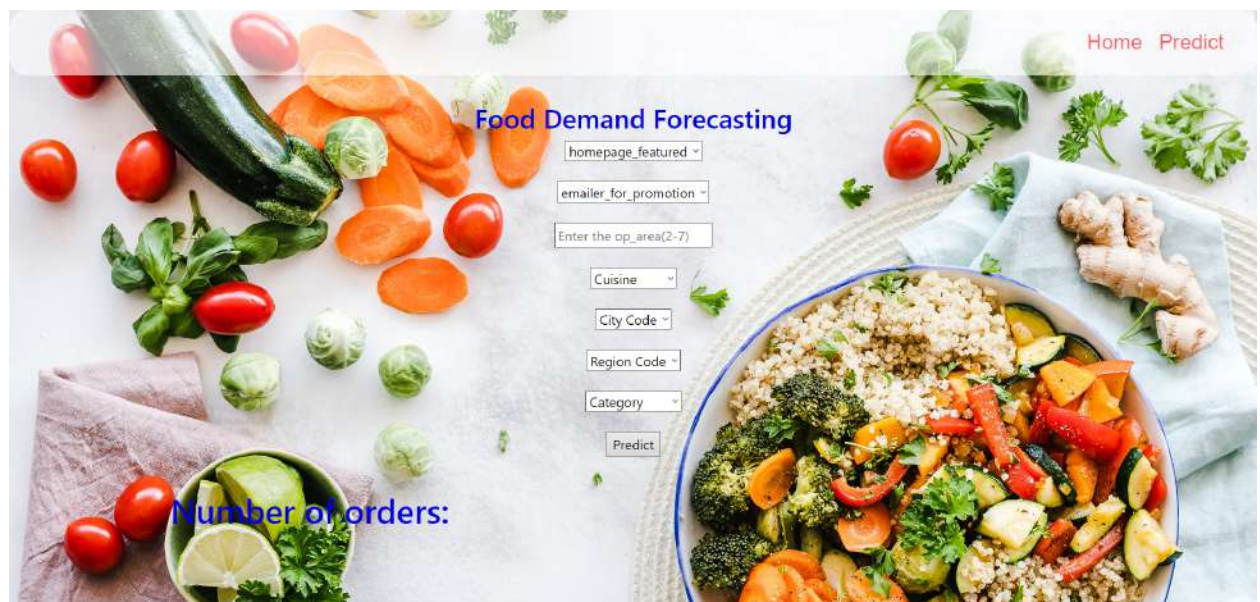 Home Predict
Food Demand Forecasting
homepage_featured
emailer_for_promotion
Enter the op_area(2-7)
Cuisine
City Code
Region Code
Category
Predict
Number of orders: